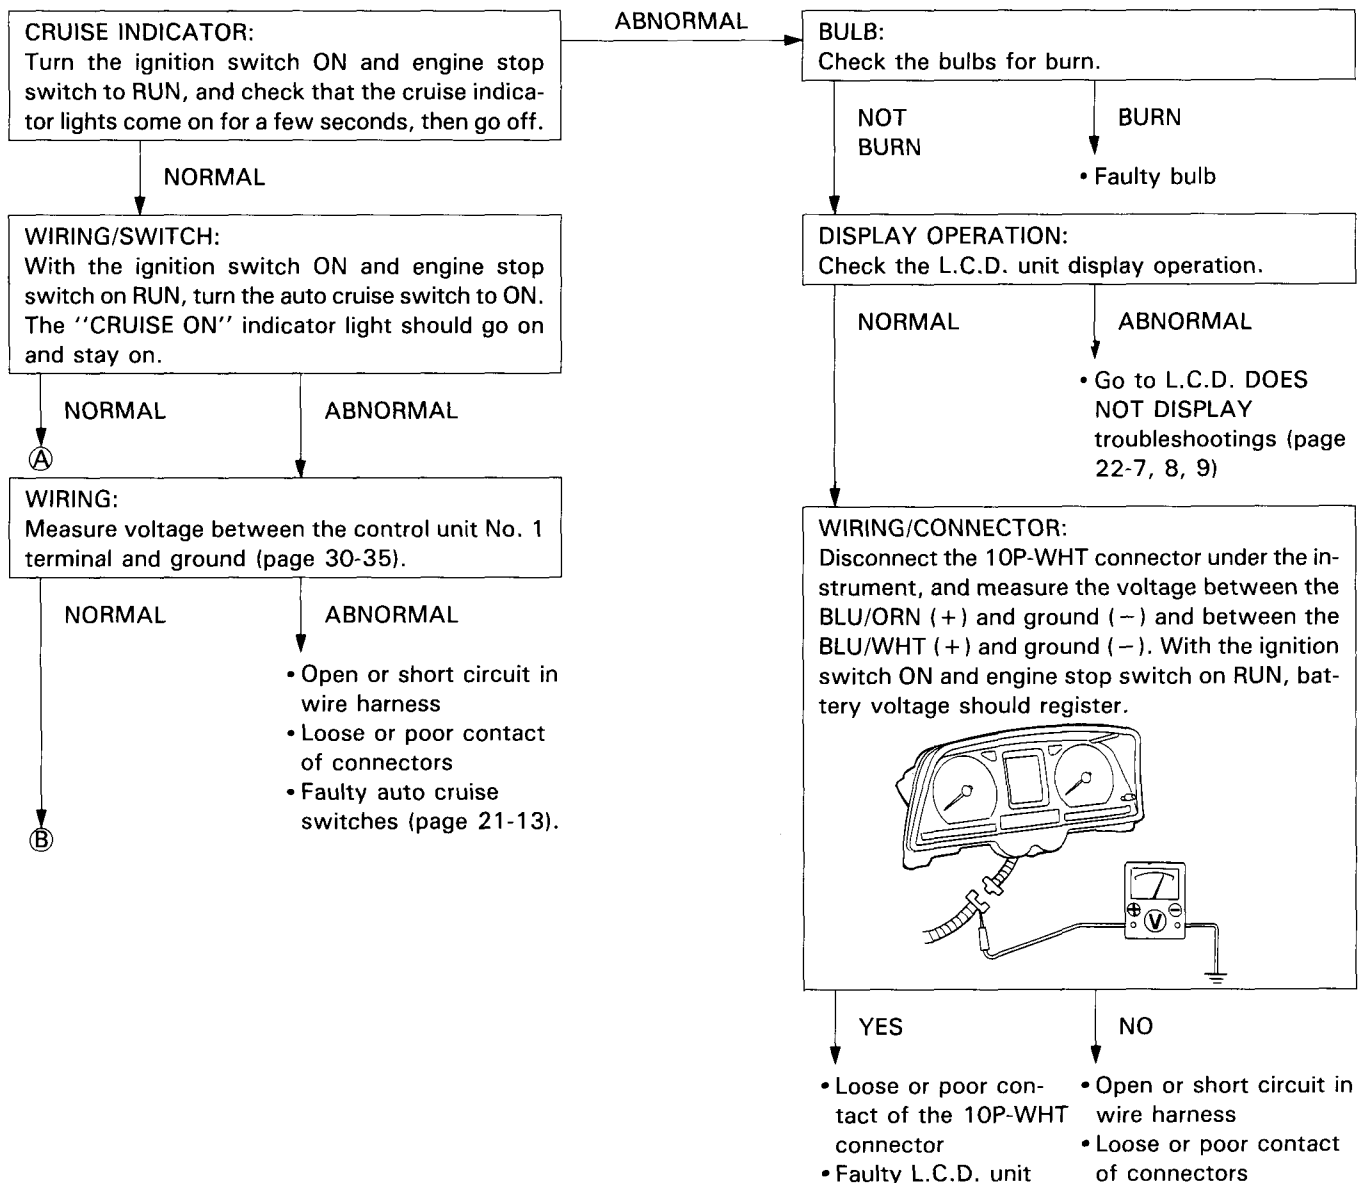 CRUISE INDICATOR:
Turn the ignition switch ON and engine stop
switch to RUN, and check that the cruise indica-
tor lights come on for a few seconds, then go off.
ABNORMAL
BULB:
Check the bulbs for burn.
NORMAL
NOT
BURN
BURN
• Faulty bulb
WIRING/SWITCH:
With the ignition switch ON and engine stop
switch on RUN, turn the auto cruise switch to ON.
The "CRUISE ON" indicator light should go on
and stay on.
DISPLAY OPERATION:
Check the L.C.D. unit display operation.
NORMAL
ABNORMAL
NORMAL
ABNORMAL
• Go to L.C.D. DOES
NOT DISPLAY
troubleshootings (page
22-7, 8, 9)
Ⓐ
WIRING:
Measure voltage between the control unit No. 1
terminal and ground (page 30-35).
NORMAL
ABNORMAL
• Open or short circuit in
wire harness
• Loose or poor contact
of connectors
• Faulty auto cruise
switches (page 21-13).
Ⓑ
WIRING/CONNECTOR:
Disconnect the 10P-WHT connector under the in-
strument, and measure the voltage between the
BLU/ORN (+) and ground (−) and between the
BLU/WHT (+) and ground (−). With the ignition
switch ON and engine stop switch on RUN, bat-
tery voltage should register.
⊕ ⊖
V
YES
NO
• Loose or poor con-
tact of the 10P-WHT
connector
• Faulty L.C.D. unit
• Open or short circuit in
wire harness
• Loose or poor contact
of connectors